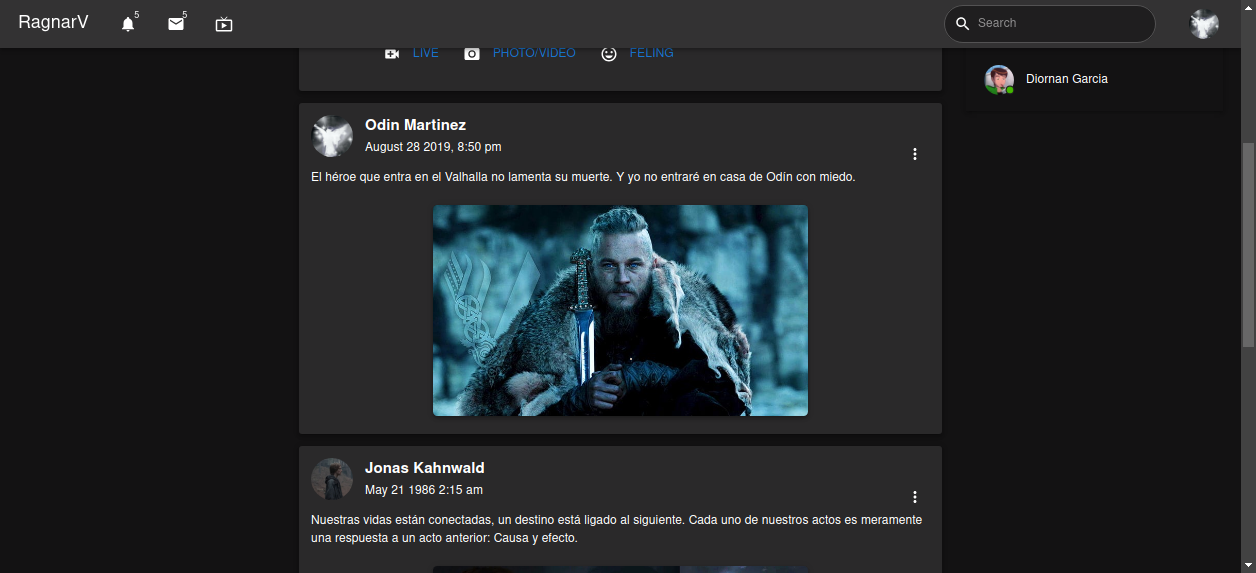 RagnarV
5
5
Search
LIVE
PHOTO/VIDEO
FELING
Diornan Garcia
Odin Martinez
August 28 2019, 8:50 pm
El héroe que entra en el Valhalla no lamenta su muerte. Y yo no entraré en casa de Odín con miedo.
Jonas Kahnwald
May 21 1986 2:15 am
Nuestras vidas están conectadas, un destino está ligado al siguiente. Cada uno de nuestros actos es meramente
una respuesta a un acto anterior: Causa y efecto.